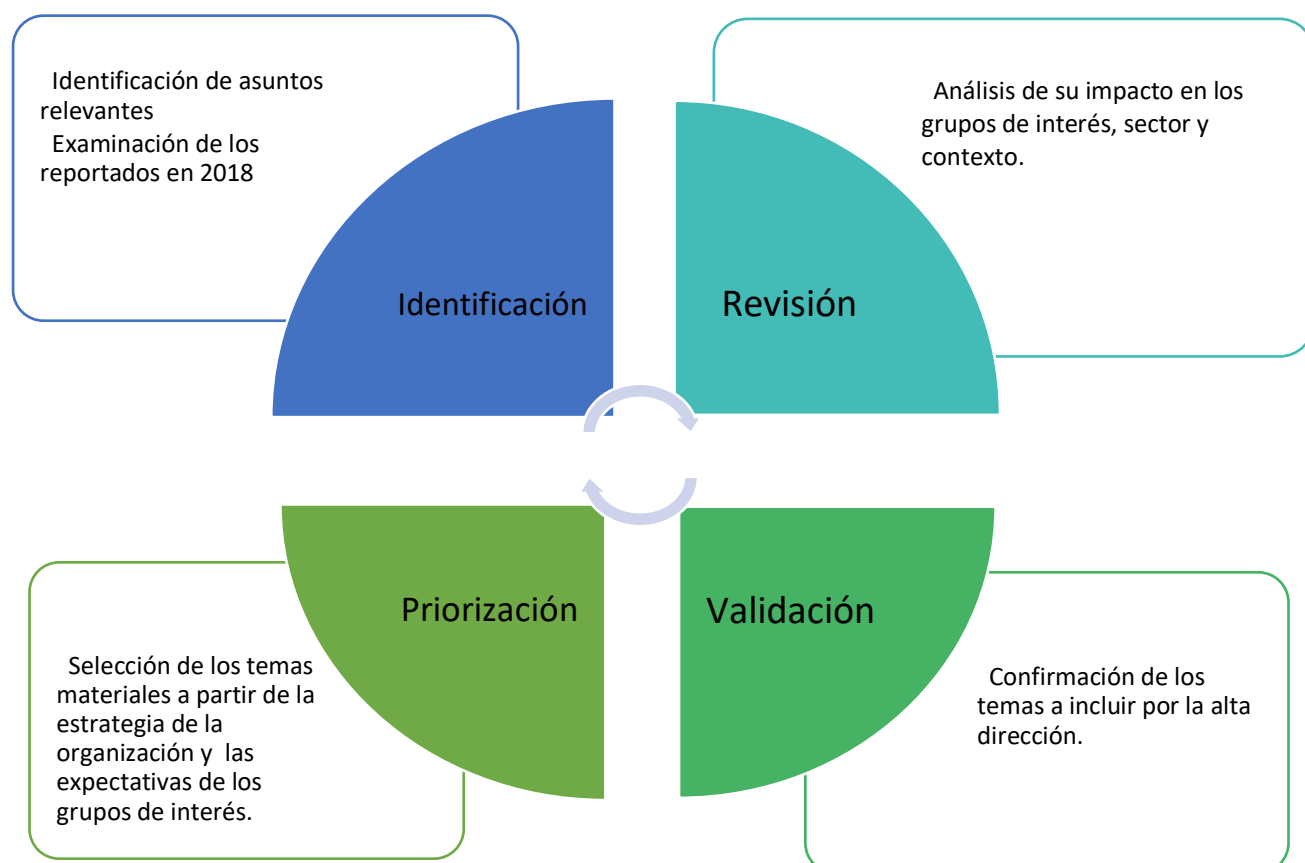 Identificación de asuntos
relevantes
Examinación de los
reportados en 2018
Análisis de su impacto en los
grupos de interés, sector y
contexto.
Identificación
Revisión
Priorización
Validación
Selección de los temas
materiales a partir de la
estrategia de la
organización y las
expectativas de los
grupos de interés.
Confirmación de los
temas a incluir por la alta
dirección.